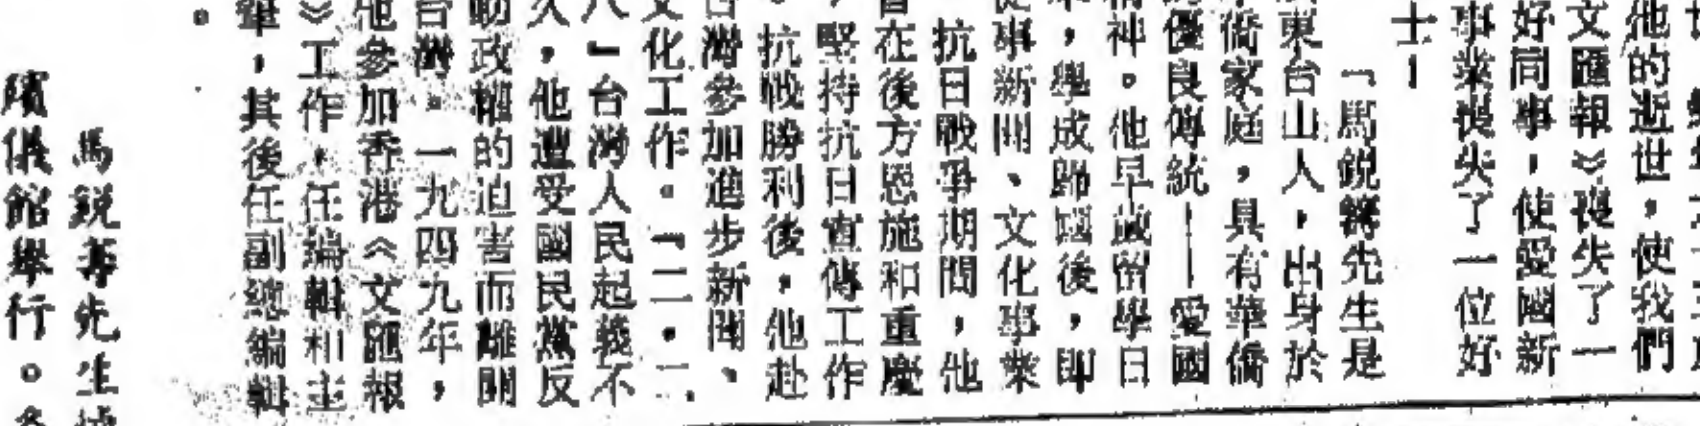 他的逝世，使我們
文匯報》喪失了一
好同事，使愛國新
事業喪失了一位好
士！
「馬銳籌先生是
東台山人，出身於
僑家庭，具有華僑
優良傳統——愛國
神。他早歲留學日
，學成歸國後，即
事新聞、文化事業
抗日戰爭期間，他
在後方恩施和重慶
，堅持抗日宣傳工作
。抗戰勝利後，他赴
灣參加進步新聞、
文化工作。「二．二
八」台灣人民起義不
久，他遭受國民黨反
動政權的迫害而離開
台灣。一九四九年，
他參加香港《文匯報
》工作，任編輯和主
筆，其後任副總編輯
。
馬銳籌先生
殯儀館舉行。